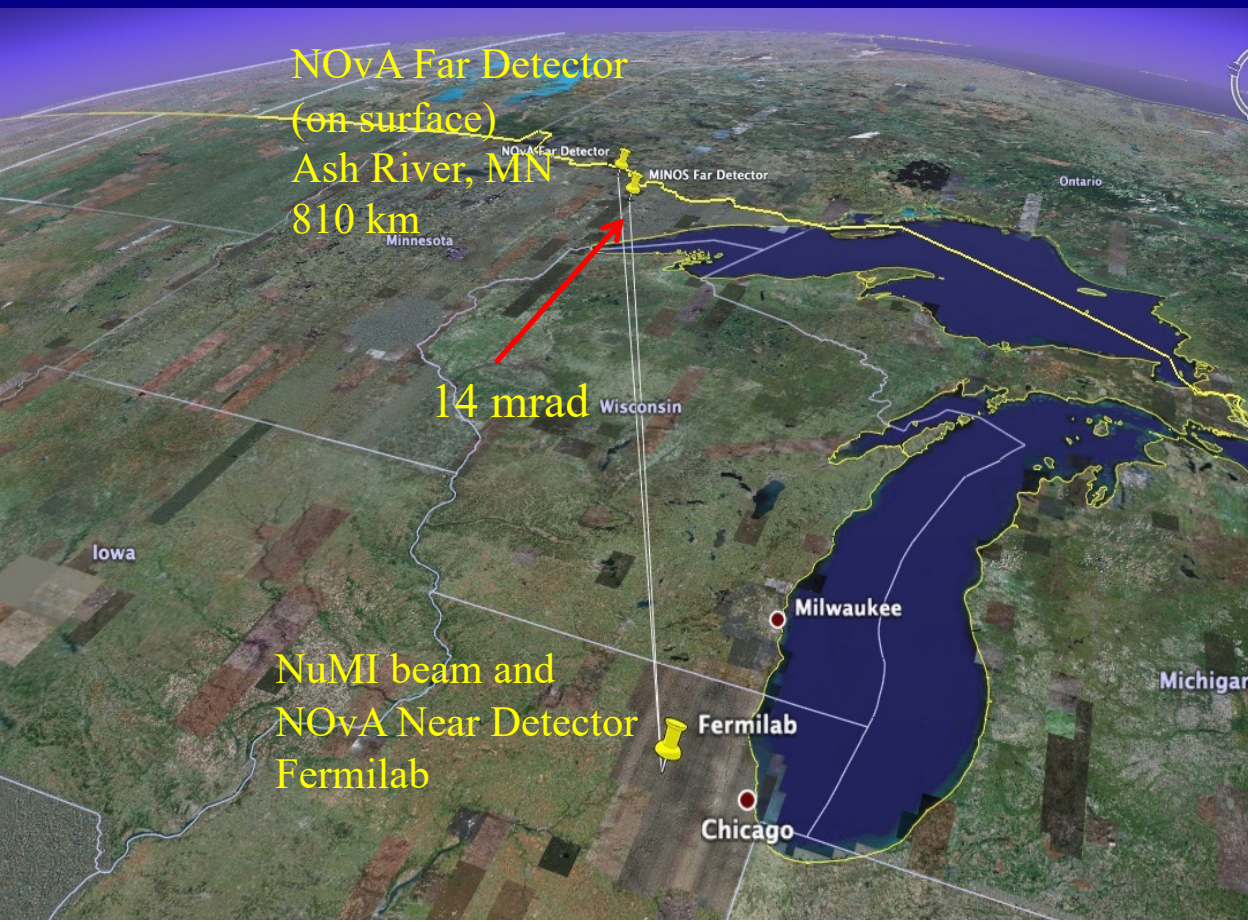 NOvA Far Detector
(on surface)
Ash River, MN
810 km
NOvA Far Detector
MINOS Far Detector
Ontario
Minnesota
14 mrad
Wisconsin
Iowa
Milwaukee
NuMI beam and
NOvA Near Detector
Fermilab
Michigan
Fermilab
Chicago